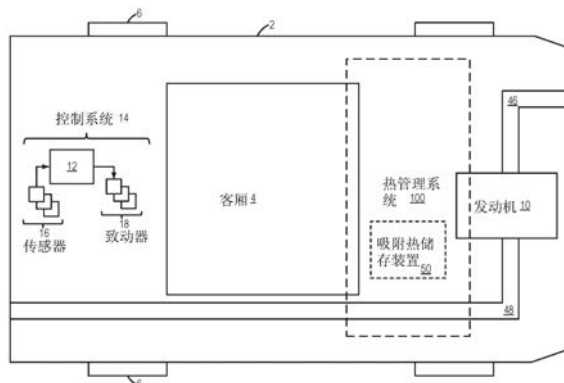 6
2
控制系统 14
12
16
传感器
18
致动器
客厢 4
热管理系
统 100
吸附热储
存装置 50
46
发动机 10
48
6